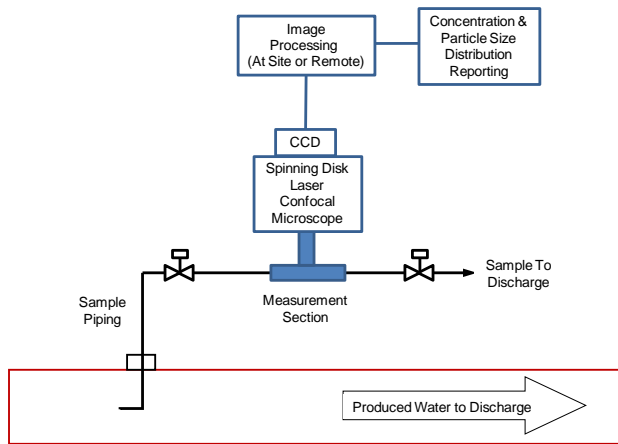 Image
Processing
(At Site or Remote)
Concentration &
Particle Size
Distribution
Reporting
CCD
Spinning Disk
Laser
Confocal
Microscope
Sample To
Discharge
Sample
Piping
Measurement
Section
Produced Water to Discharge